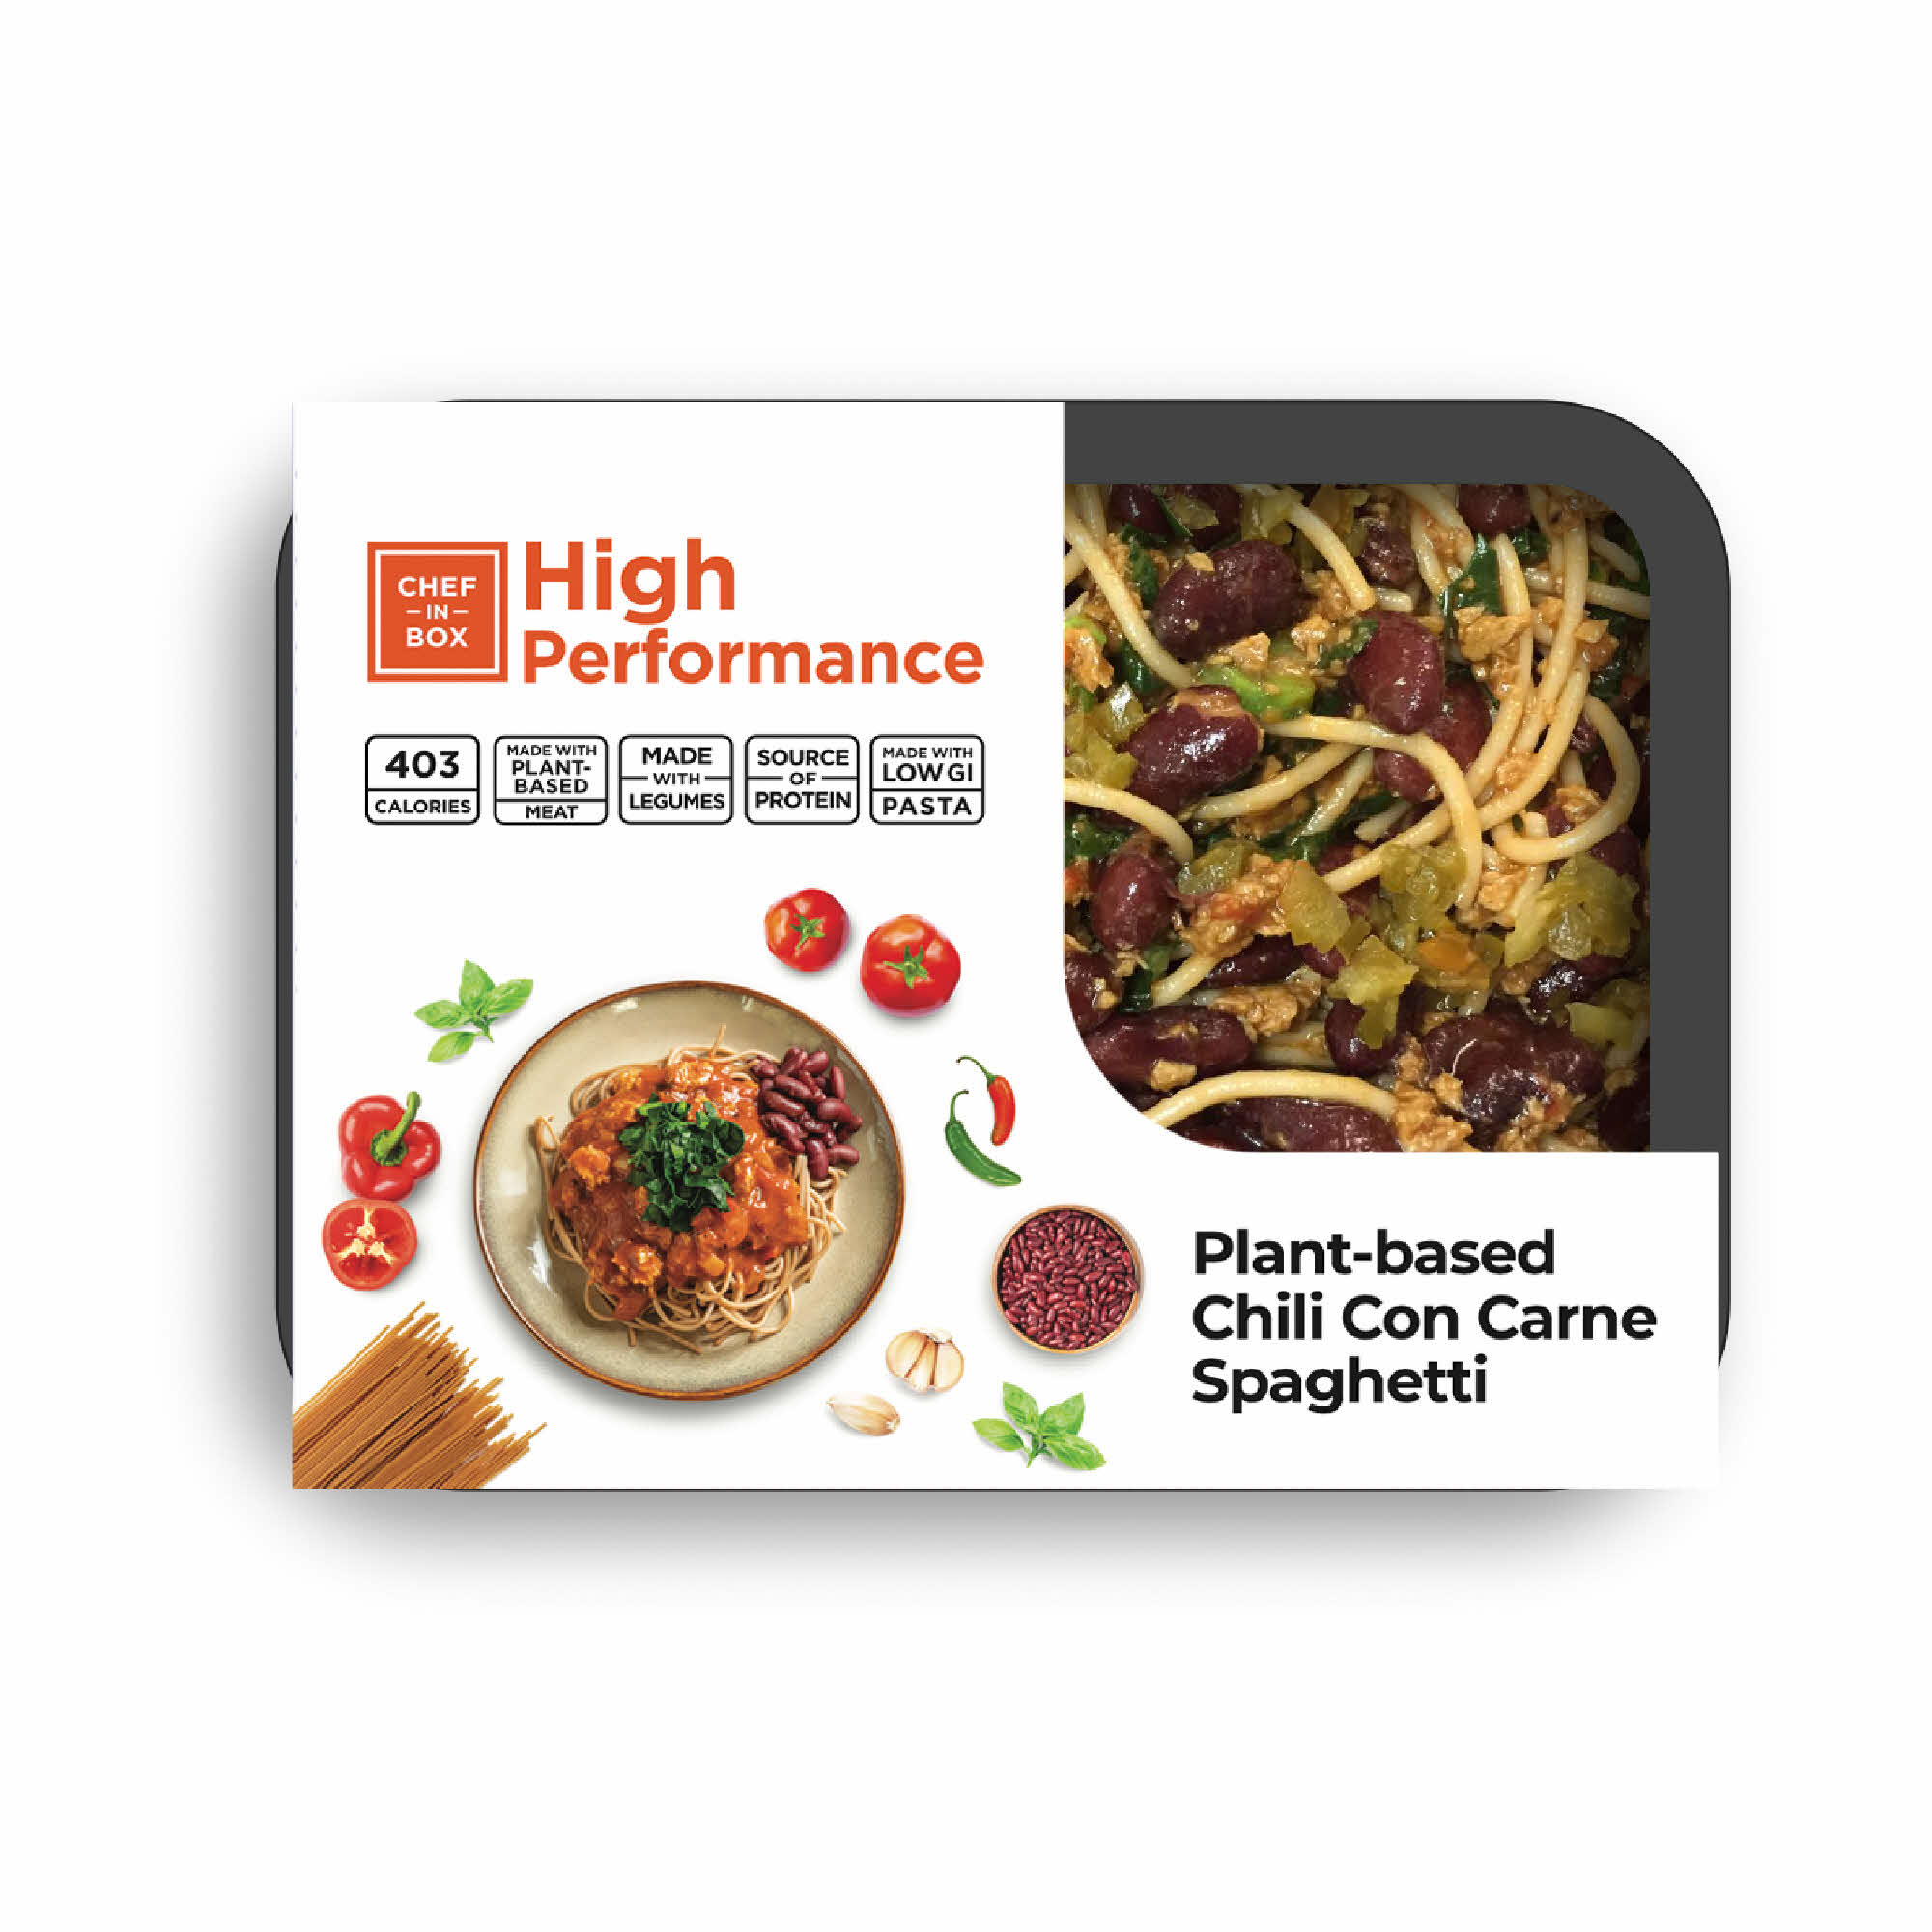 CHEF
-IN-
BOX
High
Performance
403
CALORIES
MADE WITH
PLANT-
BASED
MEAT
MADE
WITH
LEGUMES
SOURCE
OF
PROTEIN
MADE WITH
LOW GI
PASTA
Plant-based
Chili Con Carne
Spaghetti